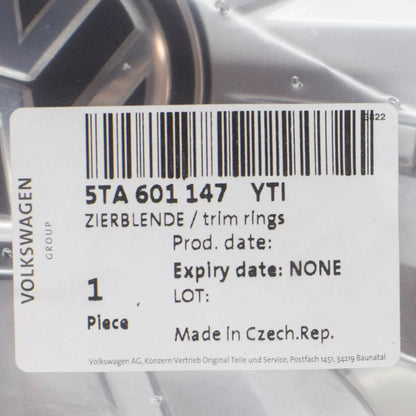 3822
VOLKSWAGEN
GROUP
5TA 601 147 YTI
ZIERBLENDE / trim rings
Prod. date:
Expiry date: NONE
1
LOT:
Piece
Made in Czech.Rep.
Volkswagen AG, Konzern Vertrieb Original Teile und Service, Postfach 1451, 34219 Baunatal